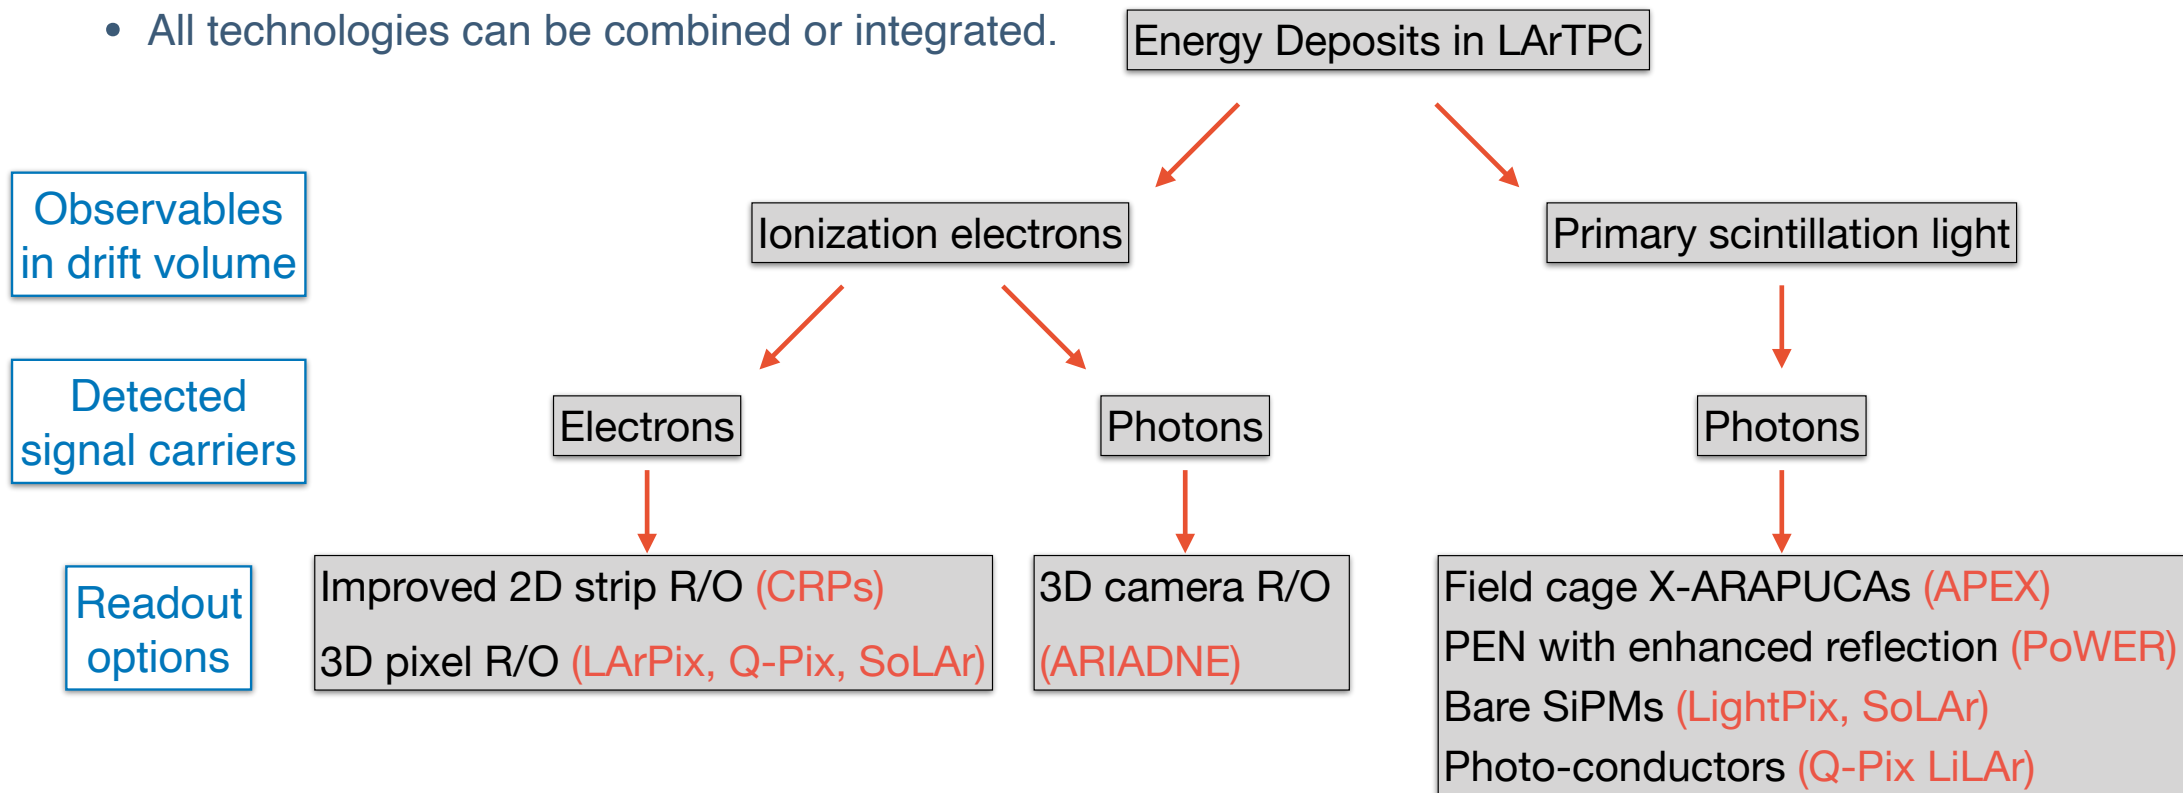 • All technologies can be combined or integrated.
Energy Deposits in LArTPC
Observables
in drift volume
Ionization electrons
Primary scintillation light
Detected
signal carriers
Electrons
Photons
Photons
Readout
options
Improved 2D strip R/O (CRPs)
3D pixel R/O (LArPix, Q-Pix, SoLAr)
3D camera R/O
(ARIADNE)
Field cage X-ARAPUCAs (APEX)
PEN with enhanced reflection (PoWER)
Bare SiPMs (LightPix, SoLAr)
Photo-conductors (Q-Pix LiLAr)